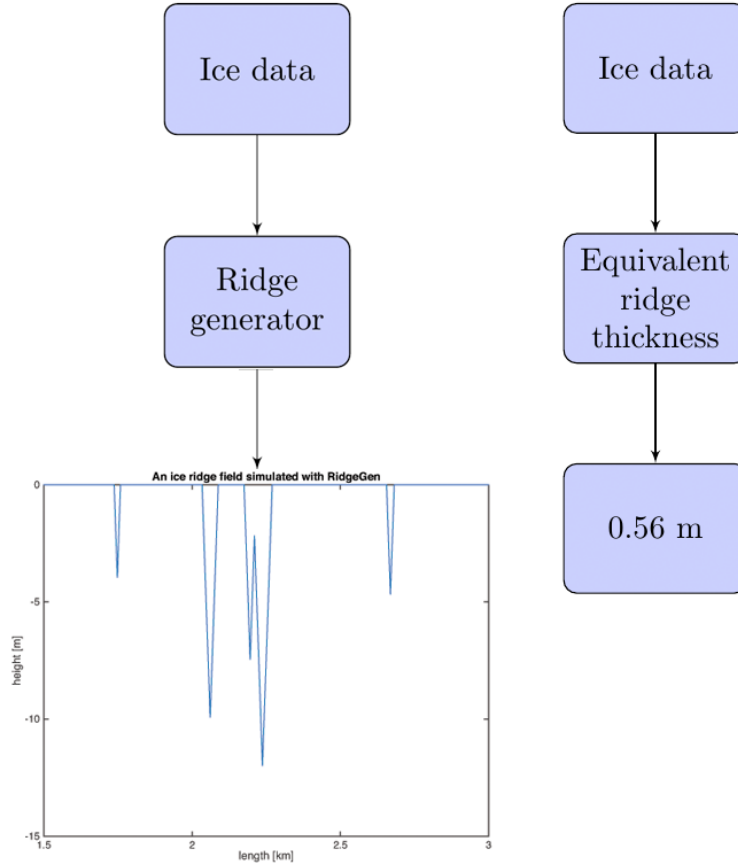 Ice data
Ridge
generator
An ice ridge field simulated with RidgeGen
0
-5
-10
-15
height [m]
1.5
2
2.5
3
length [km]
Ice data
Equivalent
ridge
thickness
0.56 m